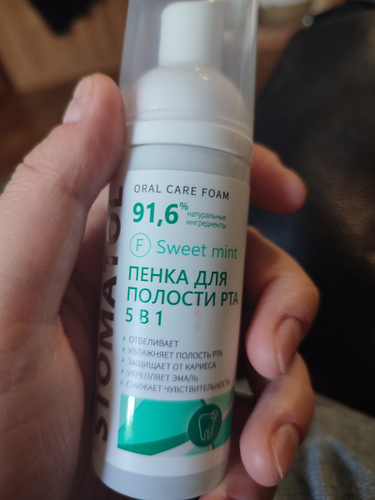 STOMATOL
ORAL CARE FOAM
91,6%
натуральные
ингредиенты
F Sweet mint
ПЕНКА ДЛЯ
ПОЛОСТИ РТА
5 В 1
ОТБЕЛИВАЕТ
УВЛАЖНЯЕТ ПОЛОСТЬ РТА
ЗАЩИЩАЕТ ОТ КАРИЕСА
УКРЕПЛЯЕТ ЭМАЛЬ
СНИЖАЕТ ЧУВСТВИТЕЛЬНОСТЬ